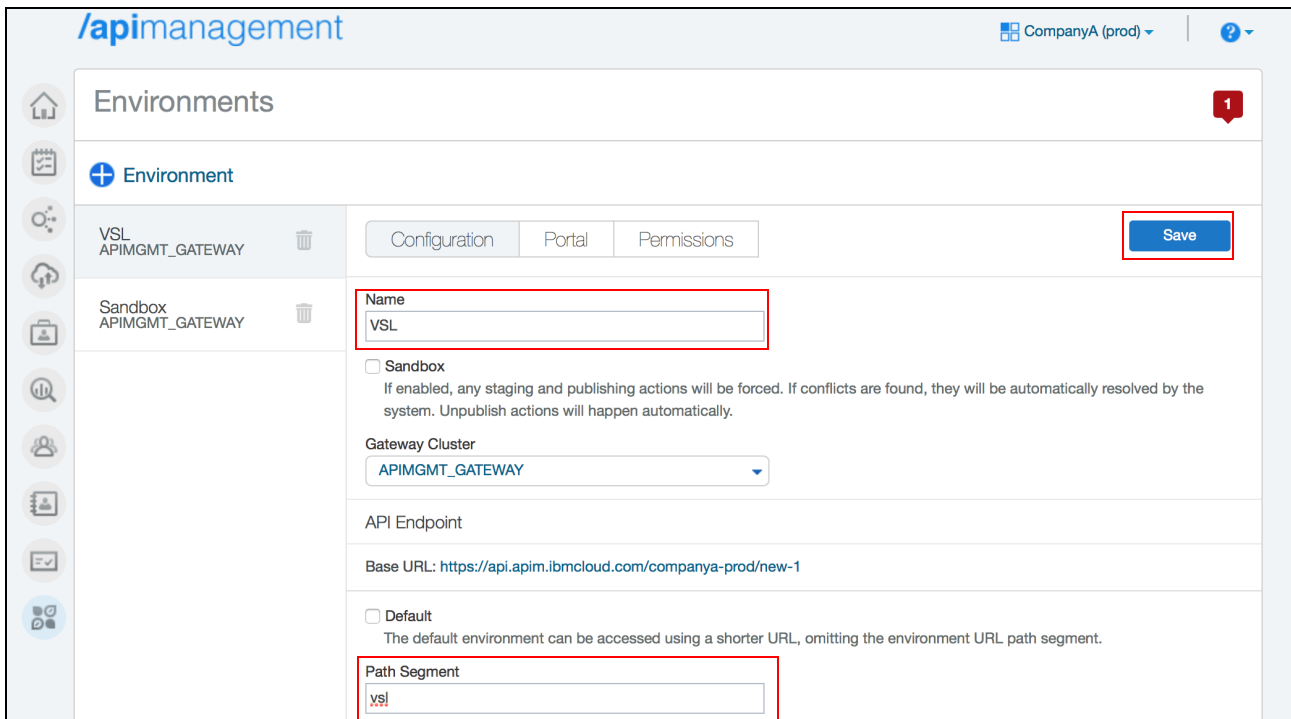 /apimanagement
CompanyA (prod)
?
Environments
1
Environment
VSL
APIMGMT_GATEWAY
Sandbox
APIMGMT_GATEWAY
Configuration
Portal
Permissions
Save
Name
VSL
Sandbox
If enabled, any staging and publishing actions will be forced. If conflicts are found, they will be automatically resolved by the
system. Unpublish actions will happen automatically.
Gateway Cluster
APIMGMT_GATEWAY
API Endpoint
Base URL: https://api.apim.ibmcloud.com/companya-prod/new-1
Default
The default environment can be accessed using a shorter URL, omitting the environment URL path segment.
Path Segment
vsl